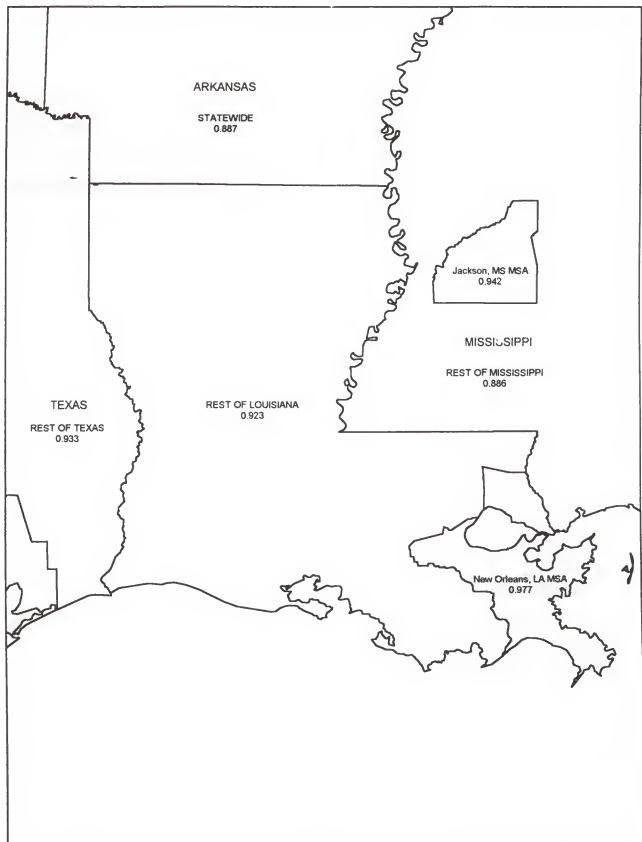 ARKANSAS
STATEWIDE
0.887
Jackson, MS MSA
0.942
MISSISSIPPI
REST OF MISSISSIPPI
0.886
TEXAS
REST OF TEXAS
0.933
REST OF LOUISIANA
0.923
New Orleans, LA MSA
0.977